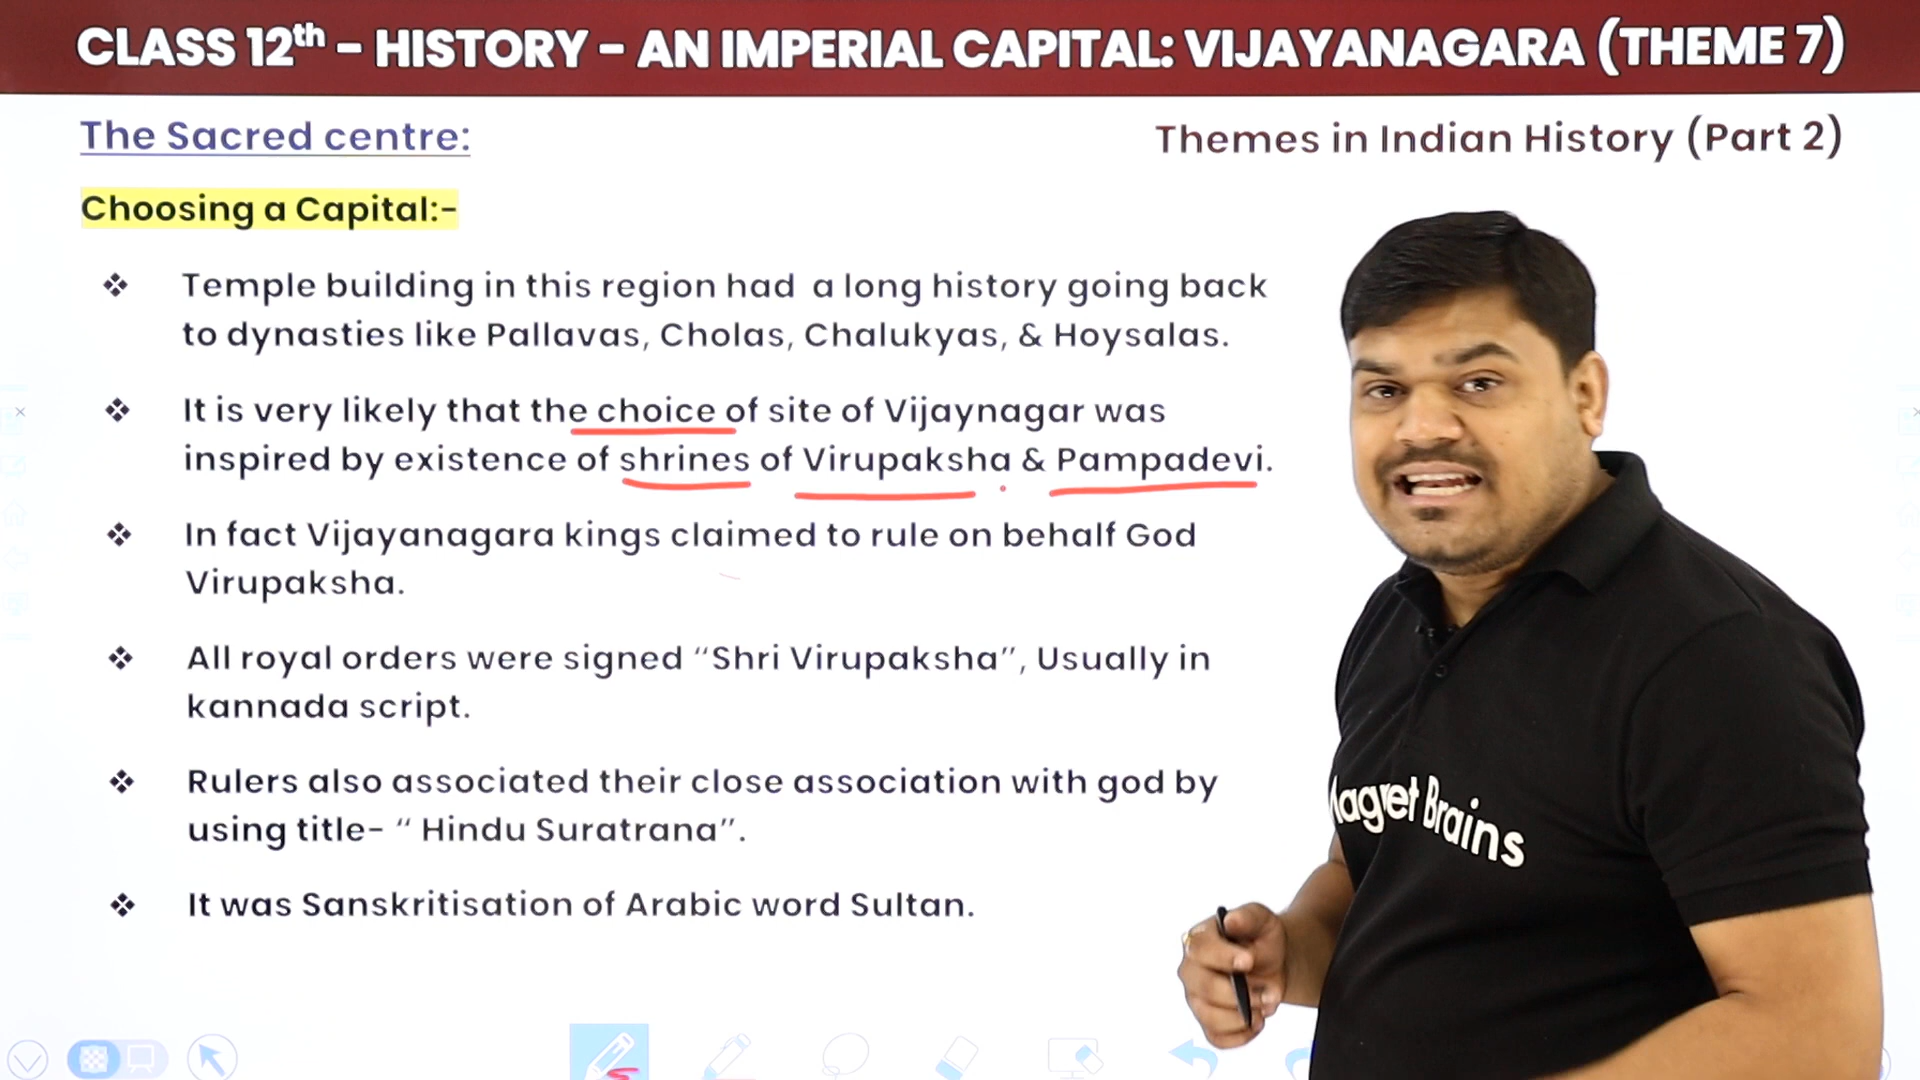 CLASS 12th – HISTORY – AN IMPERIAL CAPITAL: VIJAYANAGARA (THEME 7)
The Sacred centre:
Themes in Indian History (Part 2)
Choosing a Capital:-
❖ Temple building in this region had a long history going back
to dynasties like Pallavas, Cholas, Chalukyas, & Hoysalas.
❖ It is very likely that the choice of site of Vijaynagar was
inspired by existence of shrines of Virupaksha & Pampadevi.
❖ In fact Vijayanagara kings claimed to rule on behalf God
Virupaksha.
❖ All royal orders were signed “Shri Virupaksha”, Usually in
kannada script.
❖ Rulers also associated their close association with god by
using title- “ Hindu Suratrana”.
❖ It was Sanskritisation of Arabic word Sultan.
Magnet Brains